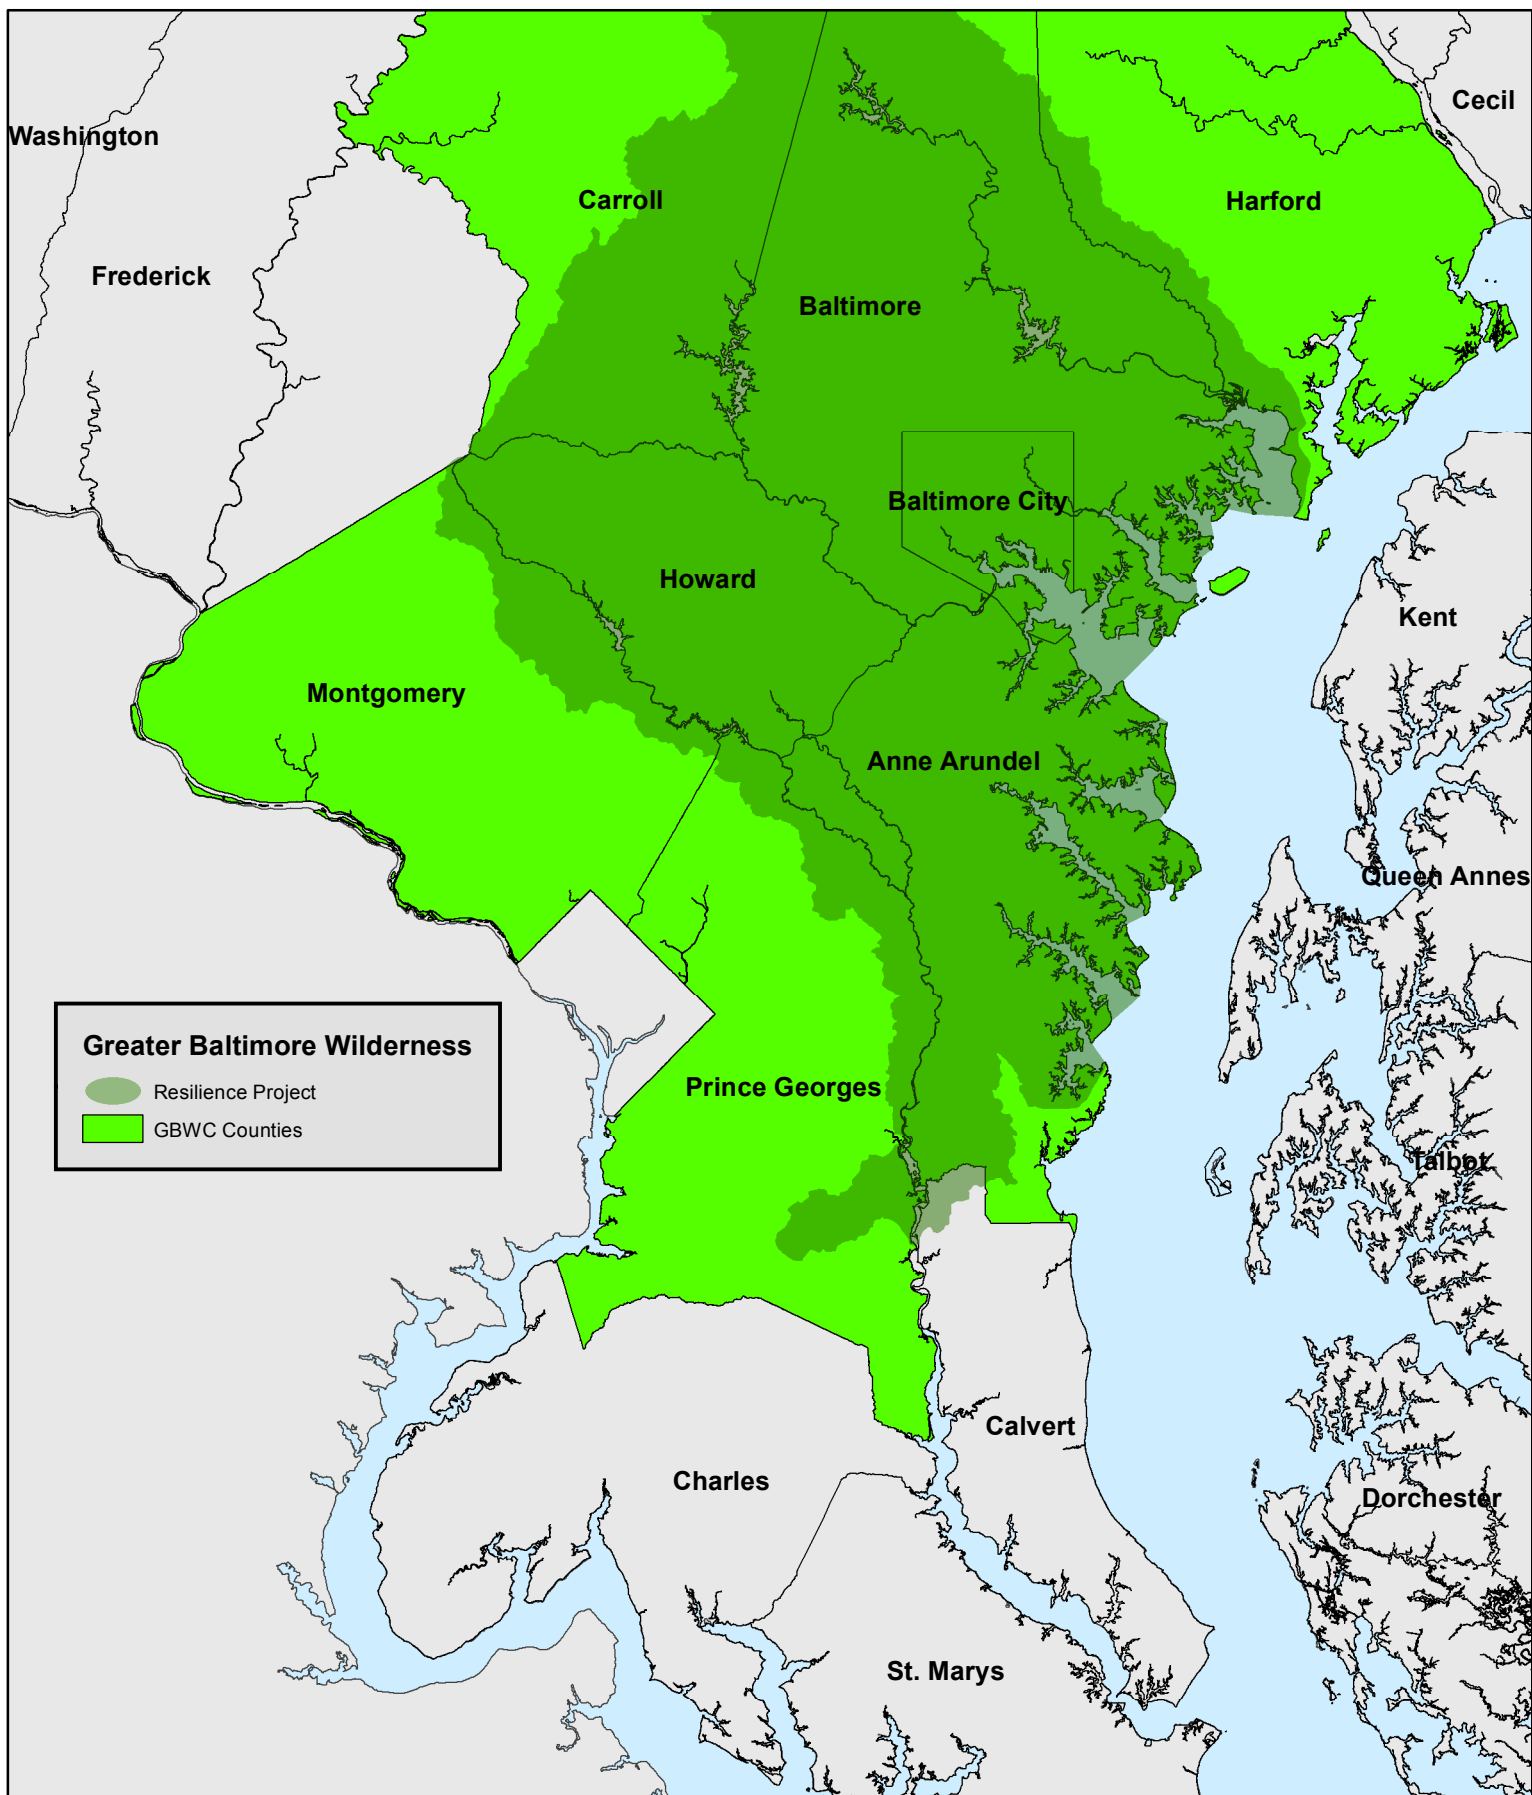 Cecil
Washington
Carroll
Harford
Frederick
Baltimore
Baltimore City
Howard
Kent
Montgomery
Anne Arundel
Queen Annes
Greater Baltimore Wilderness
Resilience Project
GBWC Counties
Prince Georges
Talbot
Calvert
Charles
Dorchester
St. Marys